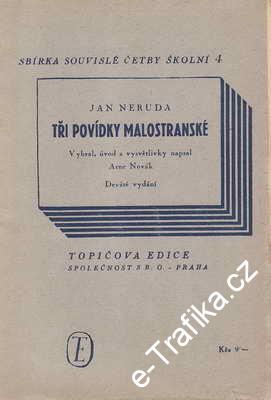 SBÍRKA SOUVISLÉ ČETBY ŠKOLNÍ 4
JAN NERUDA
TŘI POVÍDKY MALOSTRANSKÉ
Vybral, úvod a vysvětlivky napsal
Arne Novák
Deváté vydání
TOPIČOVA EDICE
SPOLEČNOST S R. O. - PRAHA
TE
Kčs 9·—
e-Trafika.cz